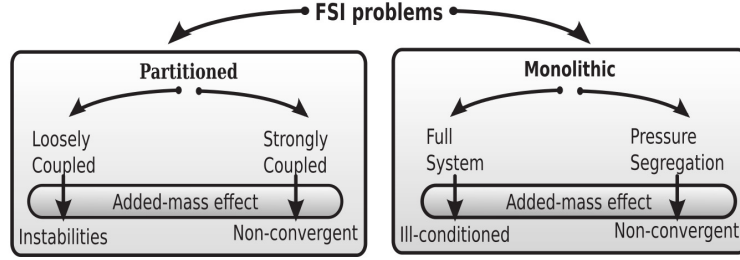 FSI problems
Partitioned
Loosely
Coupled
Strongly
Coupled
Added-mass effect
Instabilities
Non-convergent
Monolithic
Full
System
Pressure
Segregation
Added-mass effect
Ill-conditioned
Non-convergent